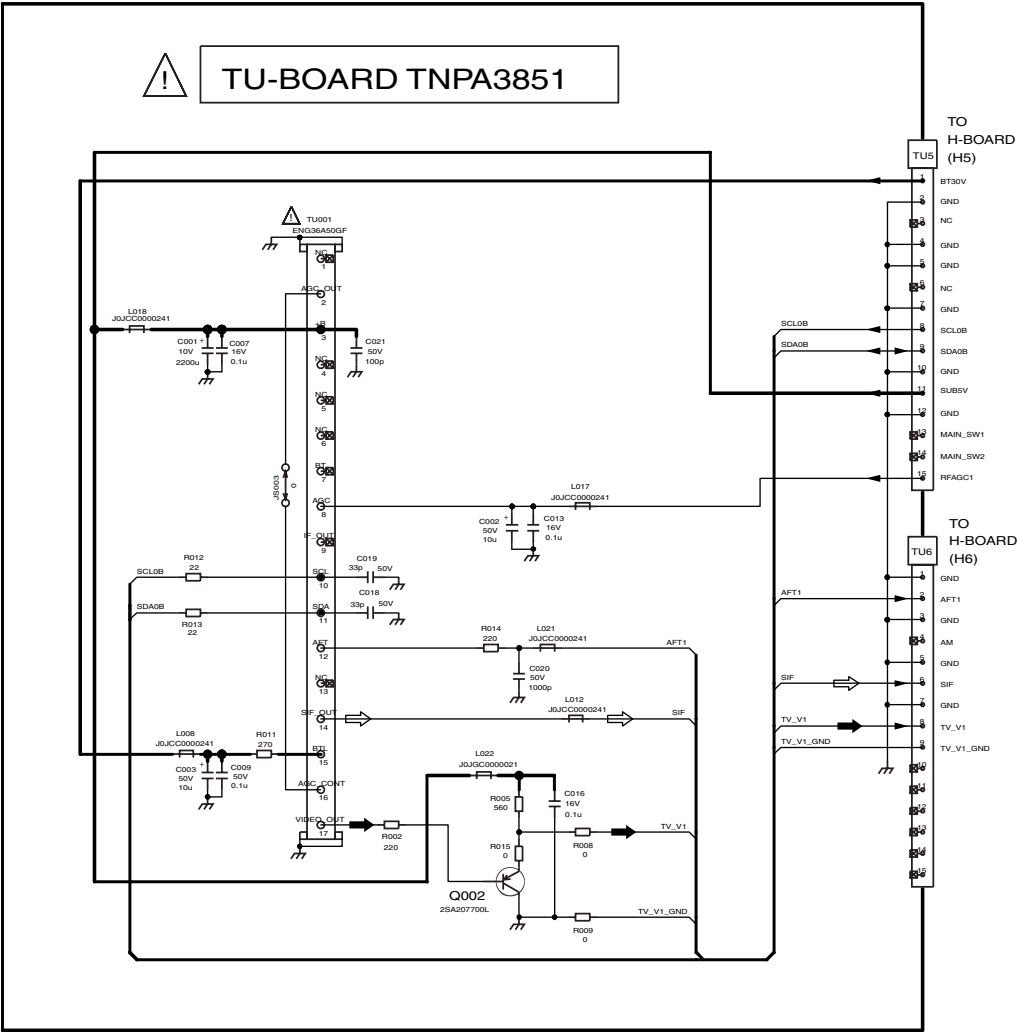 TU-BOARD TNPA3851
!
TO
H-BOARD
(H5)
TU5
1 BT30V
2 GND
3 NC
4 GND
5 GND
6 NC
7 GND
8 SCL0B
9 SDA0B
10 GND
11 SUB5V
12 GND
13 MAIN_SW1
14 MAIN_SW2
15 RFAGC1
SCL0B
SDA0B
TO
H-BOARD
(H6)
TU6
1 GND
2 AFT1
3 GND
4 AM
5 GND
6 SIF
7 GND
8 TV_V1
9 TV_V1_GND
10
11
12
13
14
15
AFT1
SIF
TV_V1
TV_V1_GND
!
TU001
ENG36A50GF
NC
1
AGC_OUT
2
+B
3
NC
4
NC
5
NC
6
BT
7
AGC
8
IF_OUT
9
SCL
10
SDA
11
AFT
12
NC
13
SIF_OUT
14
BTL
15
AGC_CONT
16
VIDEO_OUT
17
L018
J0JCC0000241
C001 +
10V
2200u
C007
16V
0.1u
C021
50V
100p
JS003
0
L017
J0JCC0000241
C002 +
50V
10u
C013
16V
0.1u
SCL0B
R012
22
C019
33p 50V
SDA0B
R013
22
C018
33p 50V
R014
220
L021
J0JCC0000241
AFT1
C020
50V
1000p
L012
J0JCC0000241
SIF
L008
J0JCC0000241
R011
270
C003 +
50V
10u
C009
50V
0.1u
L022
J0JGC0000021
R005
560
C016
16V
0.1u
R002
220
R015
0
R008
0
TV_V1
Q002
2SA207700L
R009
0
TV_V1_GND